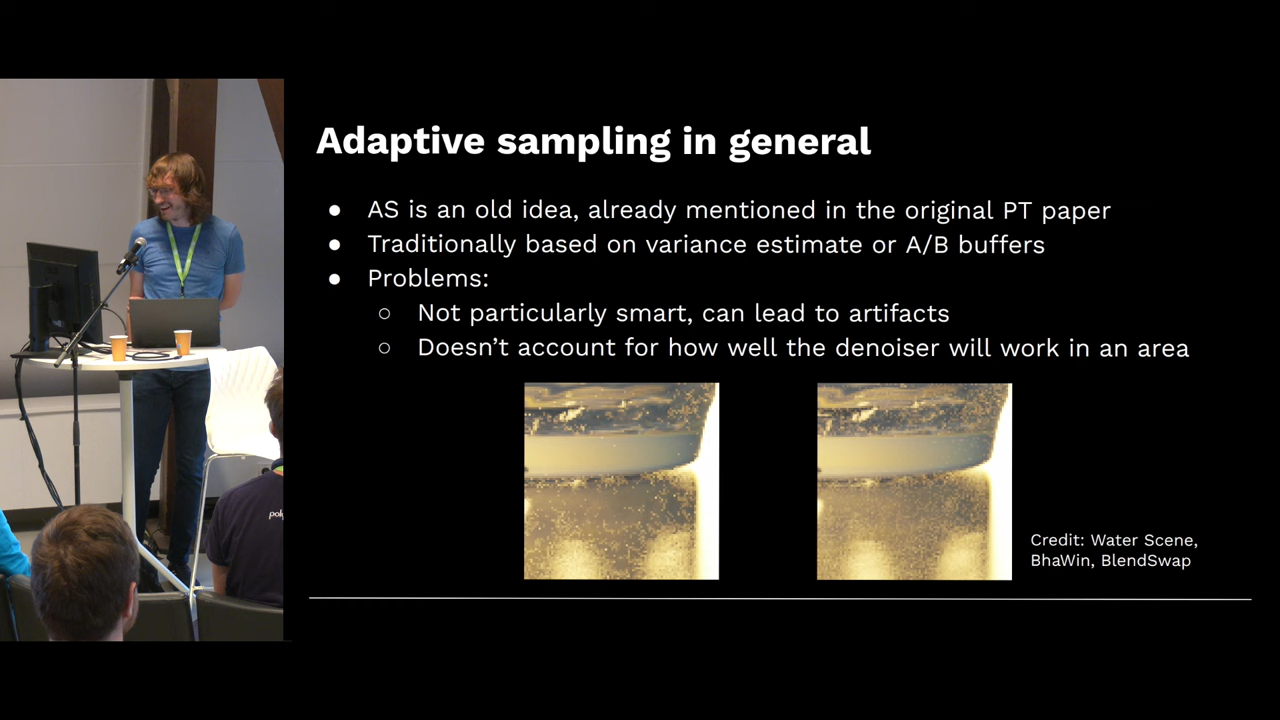 Adaptive sampling in general
● AS is an old idea, already mentioned in the original PT paper
● Traditionally based on variance estimate or A/B buffers
● Problems:
○ Not particularly smart, can lead to artifacts
○ Doesn’t account for how well the denoiser will work in an area
Credit: Water Scene,
BhaWin, BlendSwap